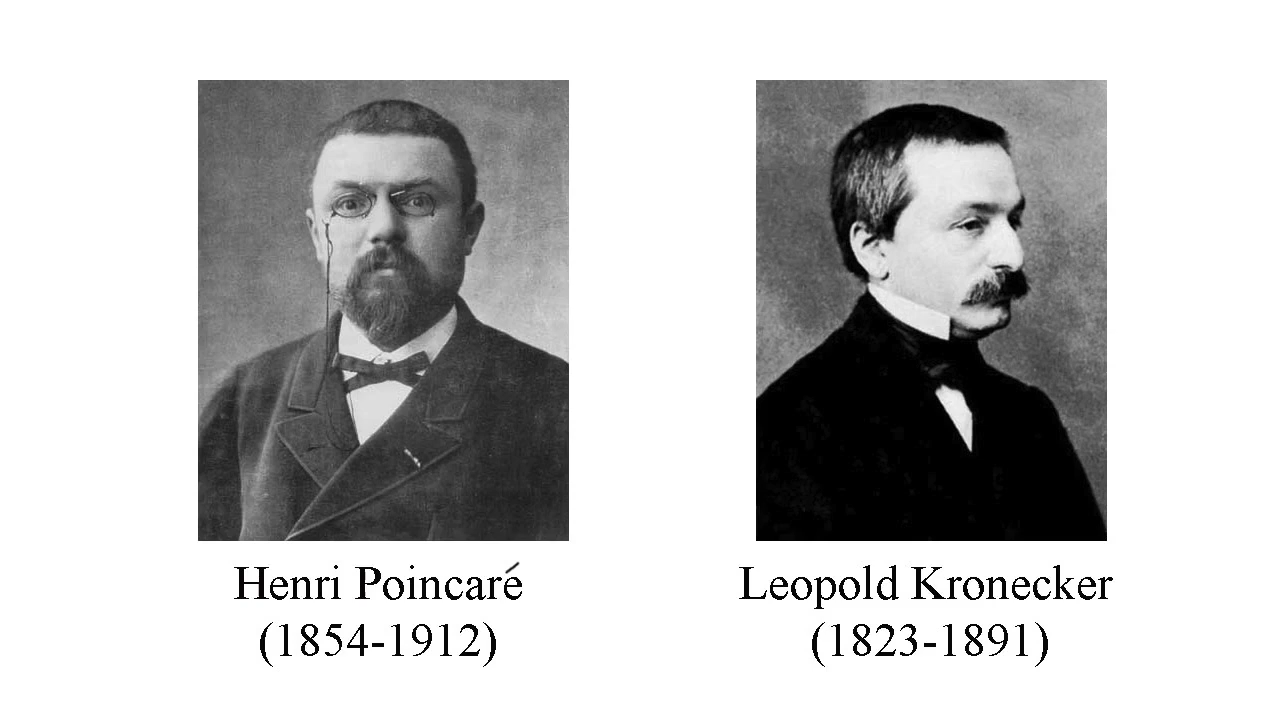 Henri Poincaré
(1854-1912)
Leopold Kronecker
(1823-1891)